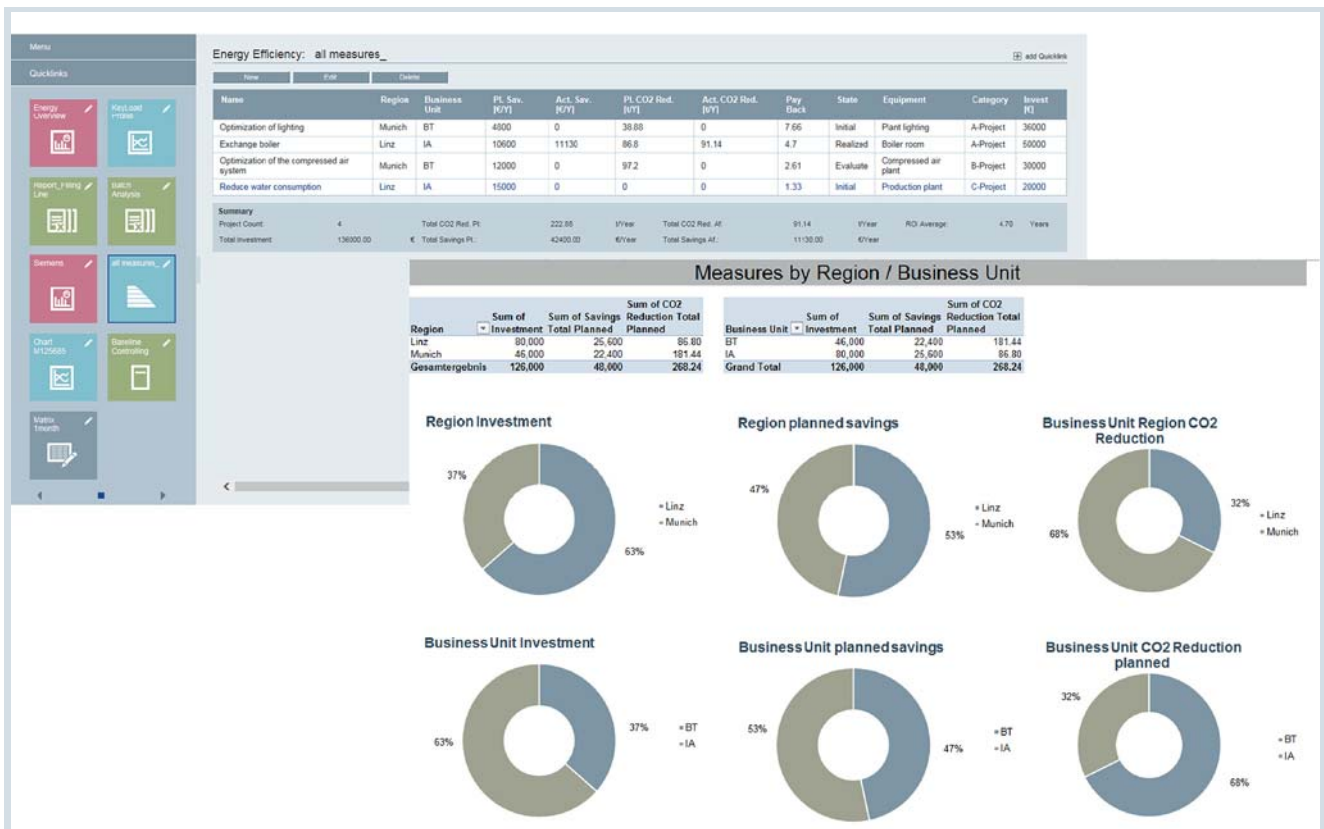 Menu
Quicklinks
Energy Overview
KeyLoad Profile
Report_Filling Line
Batch Analysis
Siemens
all measures_
Chart M125685
Baseline Controlling
Matrix 1month
Energy Efficiency: all measures_
add Quicklink
New Edit Delete
Name Region Business Unit Pl. Sav. [€/Y] Act. Sav. [€/Y] Pl.CO2 Red. [t/Y] Act. CO2 Red. [t/Y] Pay Back State Equipment Category Invest [€]
Optimization of lighting Munich BT 4800 0 38.88 0 7.66 Initial Plant lighting A-Project 36000
Exchange boiler Linz IA 10600 11130 86.8 91.14 4.7 Realized Boiler room A-Project 50000
Optimization of the compressed air system Munich BT 12000 0 97.2 0 2.61 Evaluate Compressed air plant B-Project 30000
Reduce water consumption Linz IA 15000 0 0 0 1.33 Initial Production plant C-Project 20000
Summary
Project Count: 4 Total CO2 Red. Pl.: 222.88 t/Year Total CO2 Red. Af.: 91,14 t/Year ROI Average: 4.70 Years
Total Investment: 136000.00 € Total Savings Pl.: 42400.00 €/Year Total Savings Af.: 11130.00 €/Year
Measures by Region / Business Unit
Region Sum of Investment Sum of Savings Total Planned Sum of CO2 Reduction Total Planned
Linz 80,000 25,600 86.80
Munich 46,000 22,400 181.44
Gesamtergebnis 126,000 48,000 268.24
Business Unit Sum of Investment Sum of Savings Total Planned Sum of CO2 Reduction Total Planned
BT 46,000 22,400 181.44
IA 80,000 25,600 86.80
Grand Total 126,000 48,000 268.24
Region Investment
37%
63%
Linz
Munich
Region planned savings
47%
53%
Linz
Munich
Business Unit Region CO2
Reduction
32%
68%
Linz
Munich
Business Unit Investment
37%
63%
BT
IA
Business Unit planned savings
53%
47%
BT
IA
Business Unit CO2 Reduction
planned
32%
68%
BT
IA